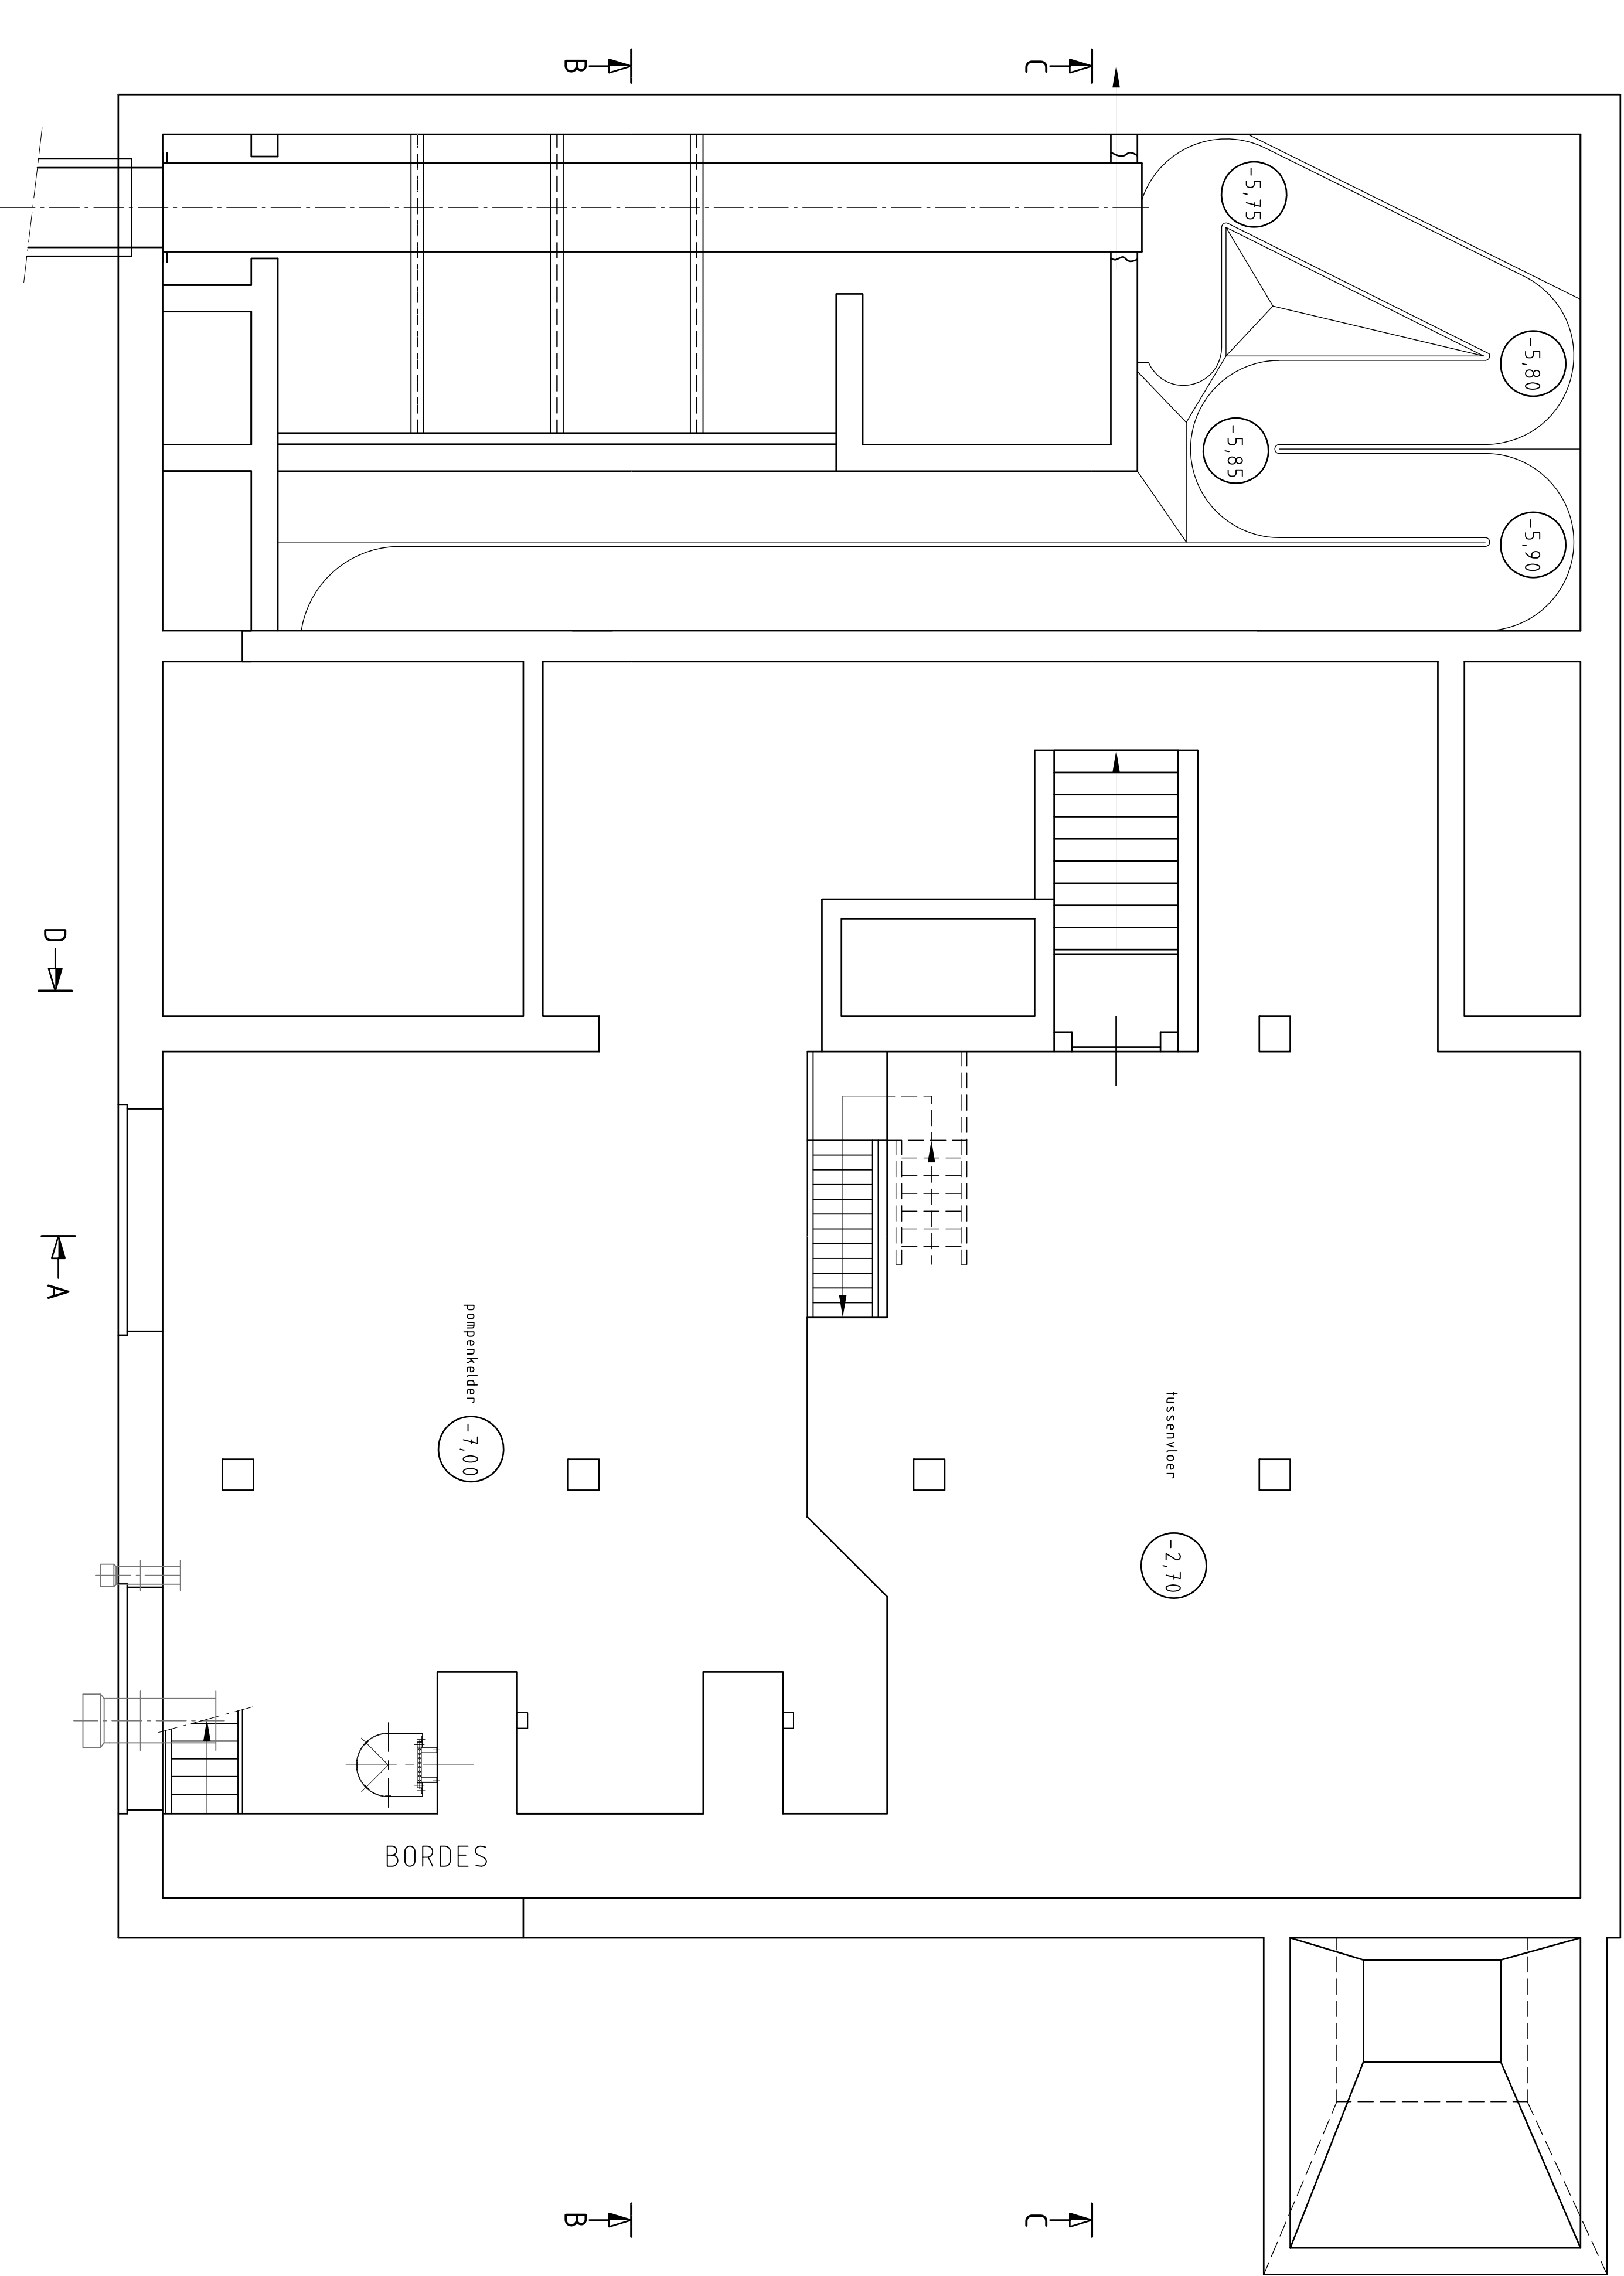 B
C
-5,75
-5,80
-5,85
-5,90
D
A
pompenkelder
-7,00
tussenvloer
-2,70
BORDES
B
C